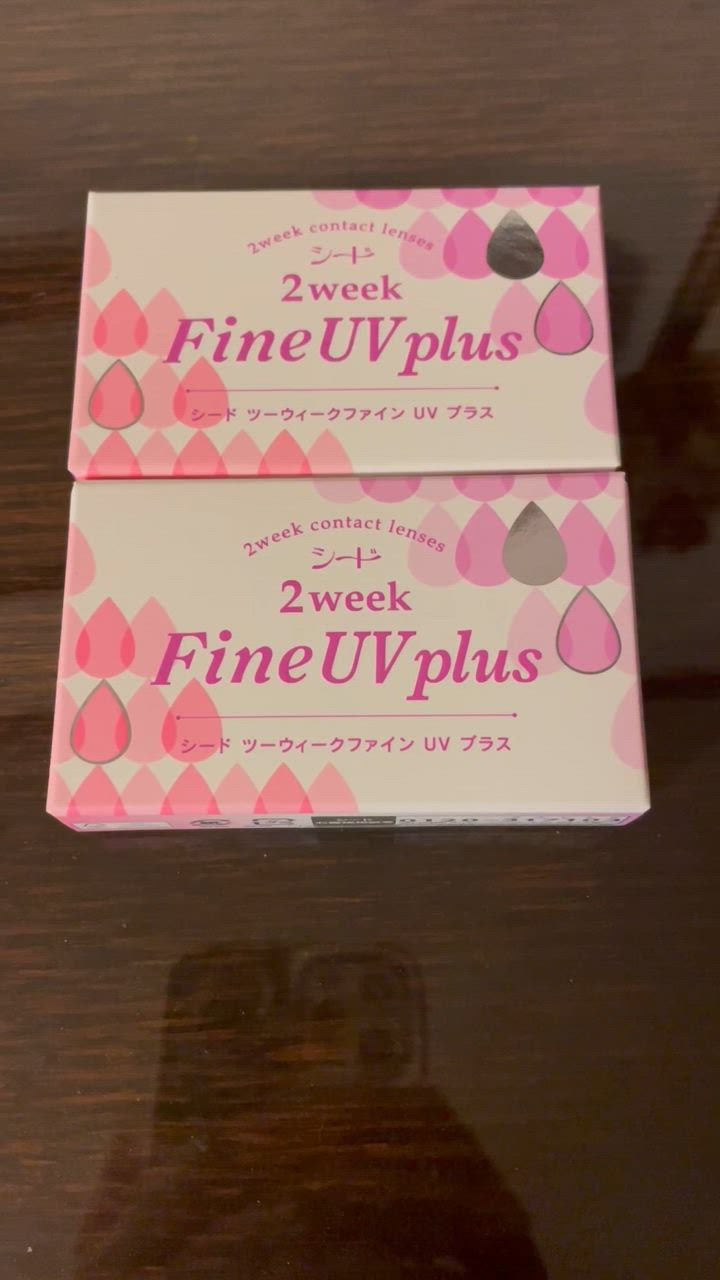 2week contact lenses
シード
2week
FineUVplus
シード ツーウィークファイン UV プラス
2week contact lenses
シード
2week
FineUVplus
シード ツーウィークファイン UV プラス